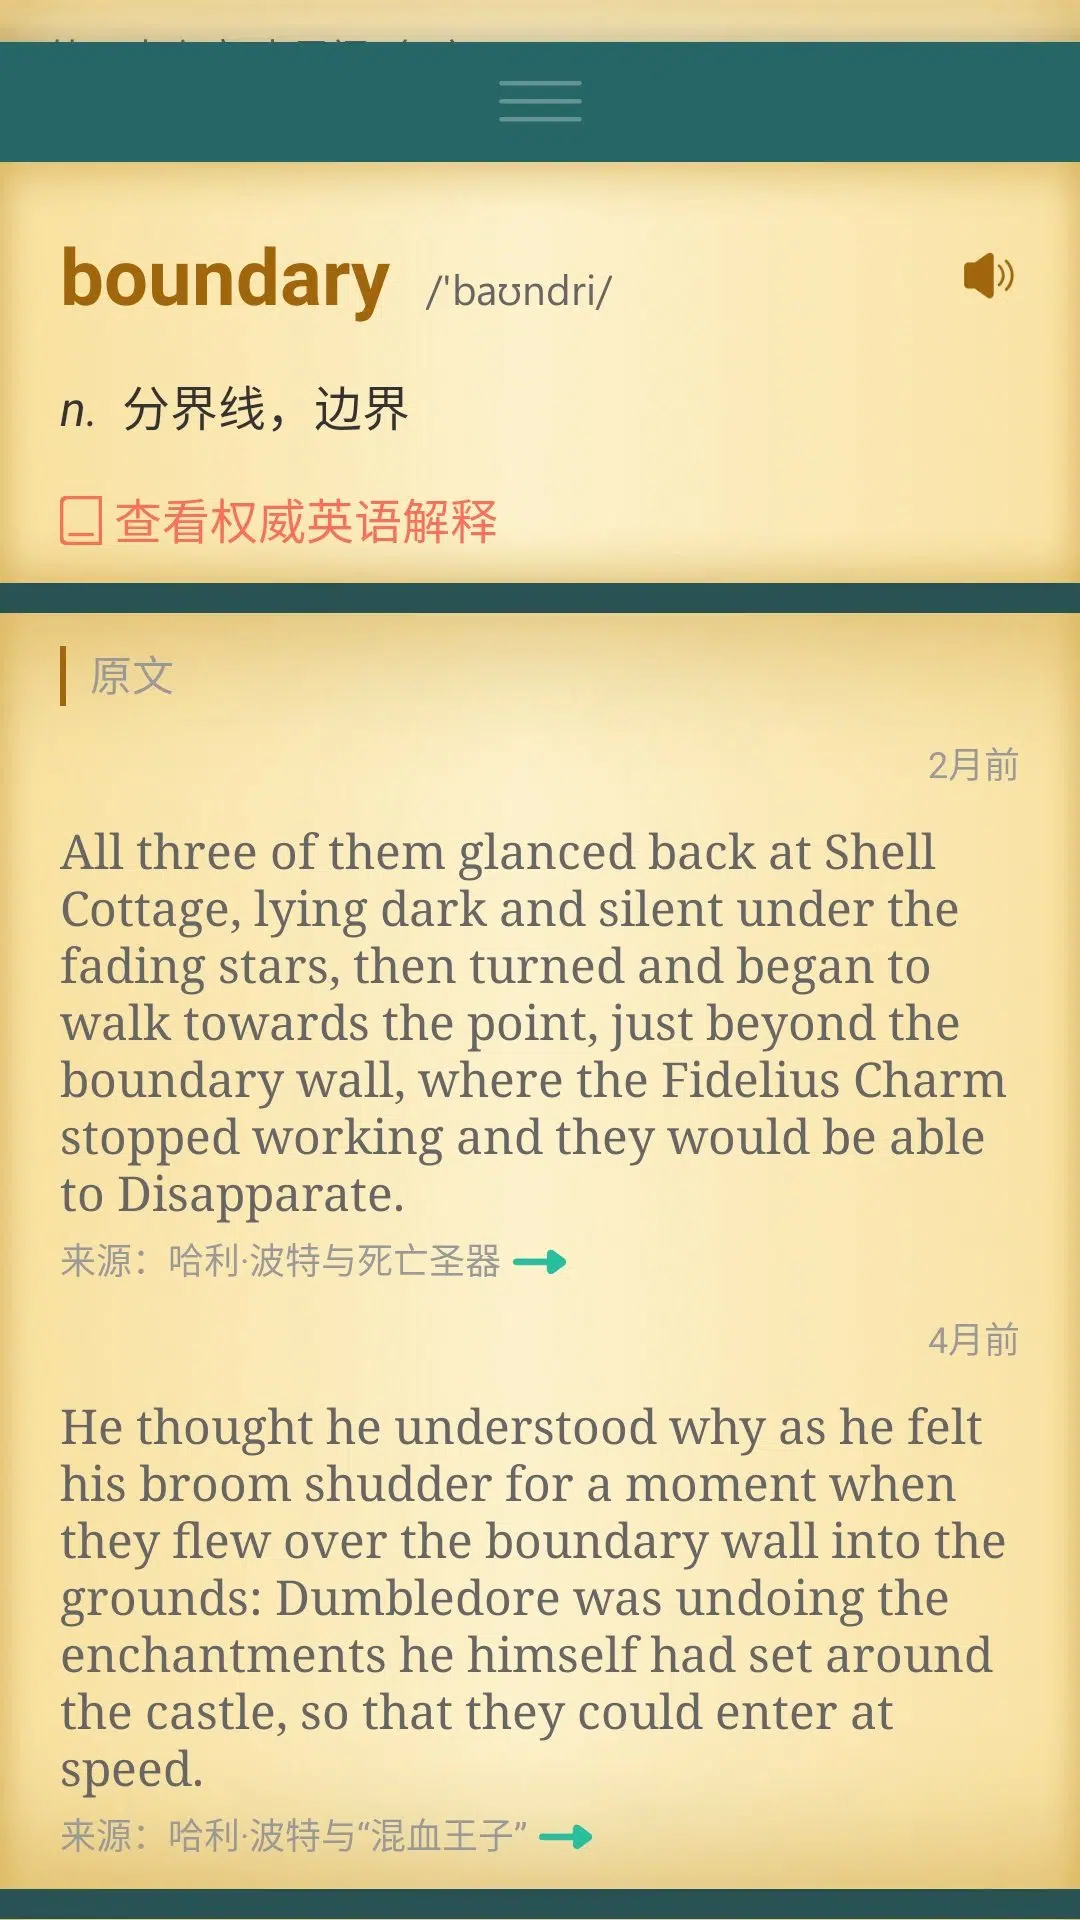 boundary /ˈbaʊndri/
n. 分界线，边界
查看权威英语解释
原文
2月前
All three of them glanced back at Shell
Cottage, lying dark and silent under the
fading stars, then turned and began to
walk towards the point, just beyond the
boundary wall, where the Fidelius Charm
stopped working and they would be able
to Disapparate.
来源：哈利·波特与死亡圣器
4月前
He thought he understood why as he felt
his broom shudder for a moment when
they flew over the boundary wall into the
grounds: Dumbledore was undoing the
enchantments he himself had set around
the castle, so that they could enter at
speed.
来源：哈利·波特与“混血王子”